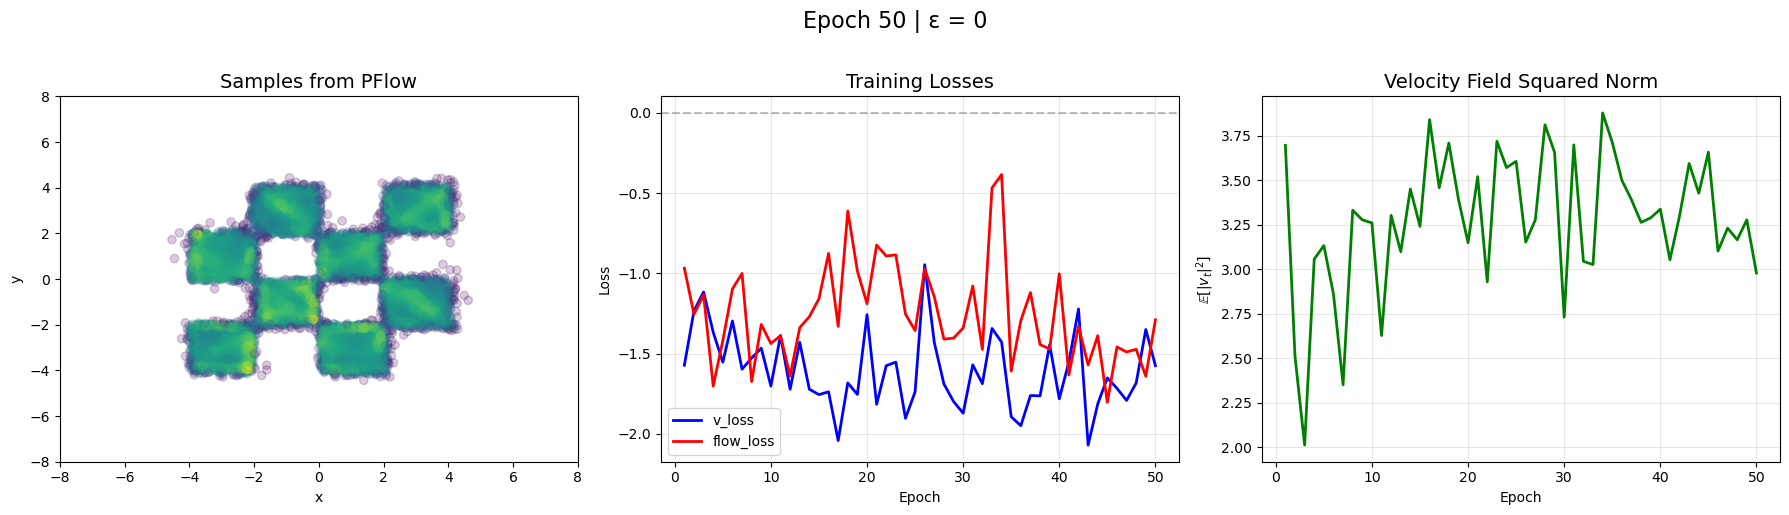 Epoch 50 | ε = 0
Samples from PFlow
8
6
4
2
0
−2
−4
−6
−8
y
−8 −6 −4 −2 0 2 4 6 8
x
Training Losses
0.0
−0.5
−1.0
−1.5
−2.0
Loss
v_loss
flow_loss
0 10 20 30 40 50
Epoch
Velocity Field Squared Norm
3.75
3.50
3.25
3.00
2.75
2.50
2.25
2.00
𝔼[|v_t|²]
0 10 20 30 40 50
Epoch